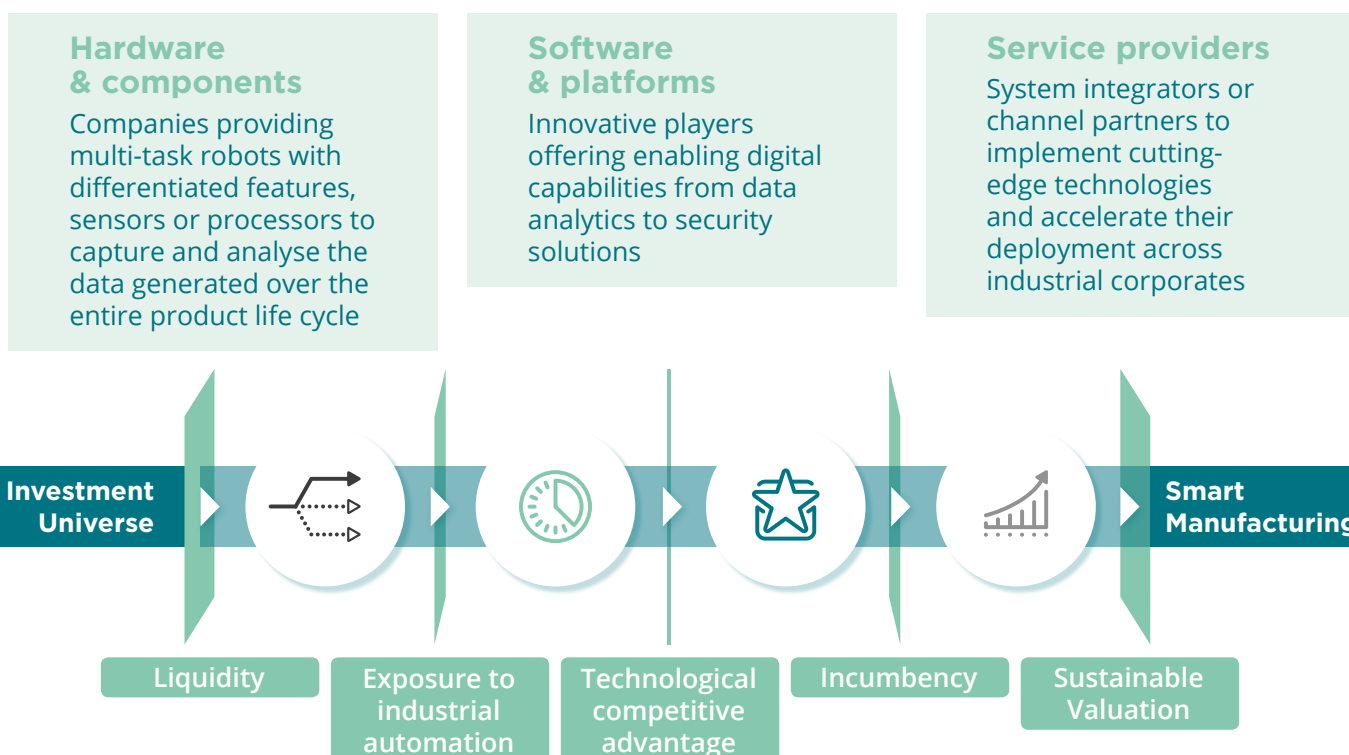 Hardware
& components
Companies providing
multi-task robots with
differentiated features,
sensors or processors to
capture and analyse the
data generated over the
entire product life cycle
Software
& platforms
Innovative players
offering enabling digital
capabilities from data
analytics to security
solutions
Service providers
System integrators or
channel partners to
implement cutting-
edge technologies
and accelerate their
deployment across
industrial corporates
Investment
Universe
Smart
Manufacturing
Liquidity
Exposure to
industrial
automation
Technological
competitive
advantage
Incumbency
Sustainable
Valuation